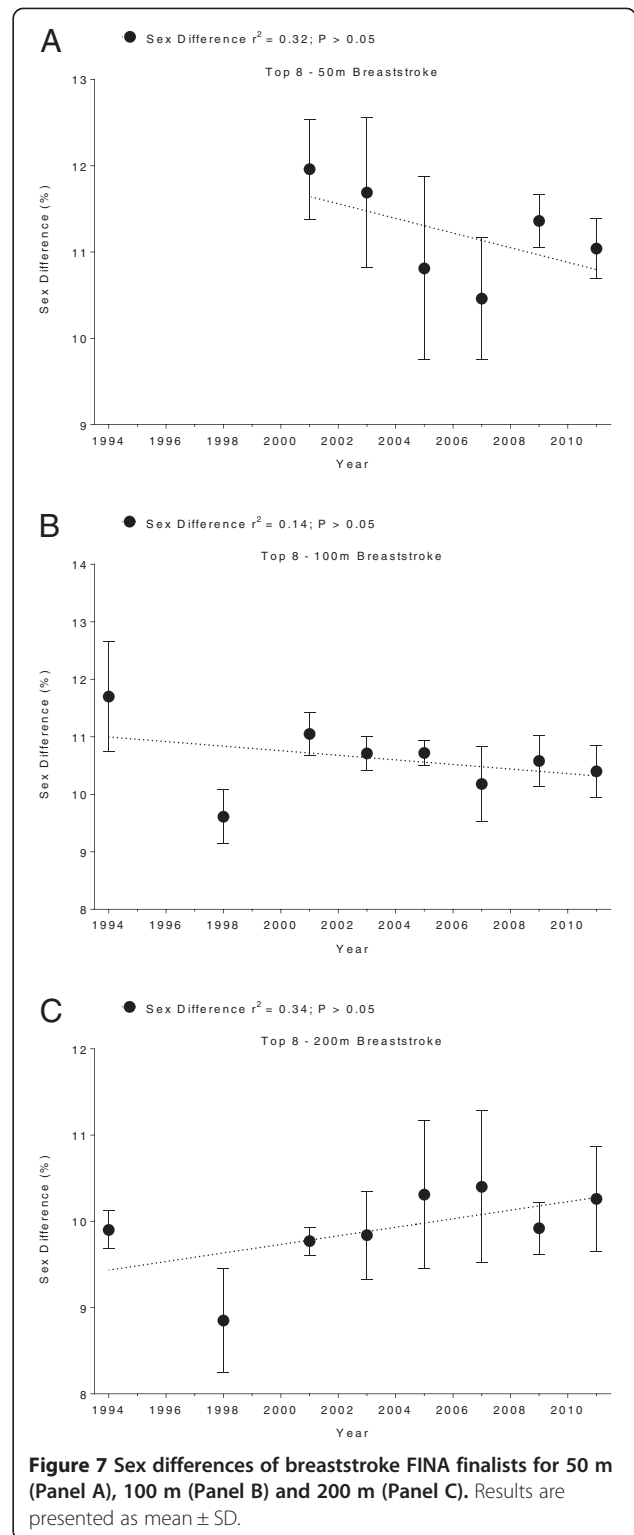 A
Sex Difference r² = 0.32; P > 0.05
Top 8 - 50m Breaststroke
13
12
11
10
9
Sex Difference (%)
1994 1996 1998 2000 2002 2004 2006 2008 2010
Year
B
Sex Difference r² = 0.14; P > 0.05
Top 8 - 100m Breaststroke
14
13
12
11
10
9
8
Sex Difference (%)
1994 1996 1998 2000 2002 2004 2006 2008 2010
Year
C
Sex Difference r² = 0.34; P > 0.05
Top 8 - 200m Breaststroke
12
11
10
9
8
Sex Difference (%)
1994 1996 1998 2000 2002 2004 2006 2008 2010
Year
Figure 7 Sex differences of breaststroke FINA finalists for 50 m
(Panel A), 100 m (Panel B) and 200 m (Panel C). Results are
presented as mean ± SD.